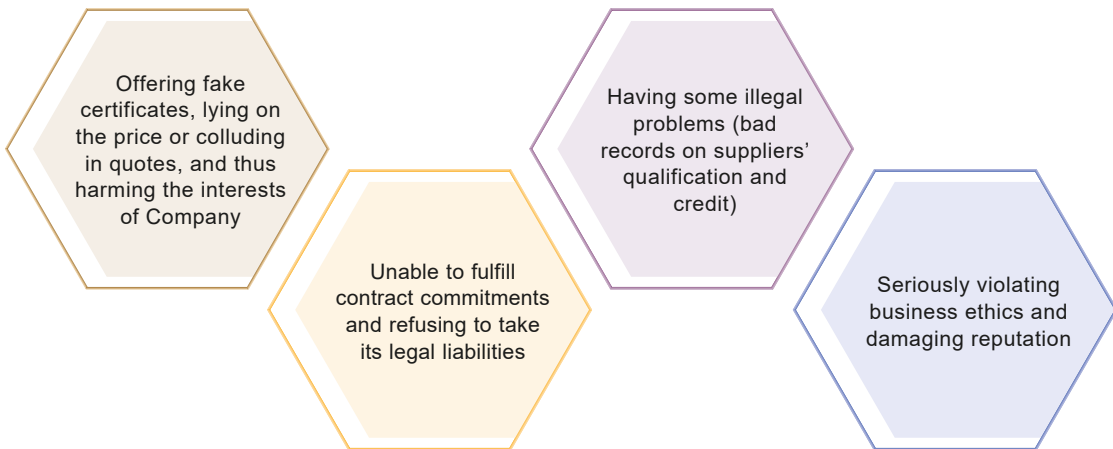 Offering fake
certificates, lying on
the price or colluding
in quotes, and thus
harming the interests
of Company
Unable to fulfill
contract commitments
and refusing to take
its legal liabilities
Having some illegal
problems (bad
records on suppliers’
qualification and
credit)
Seriously violating
business ethics and
damaging reputation